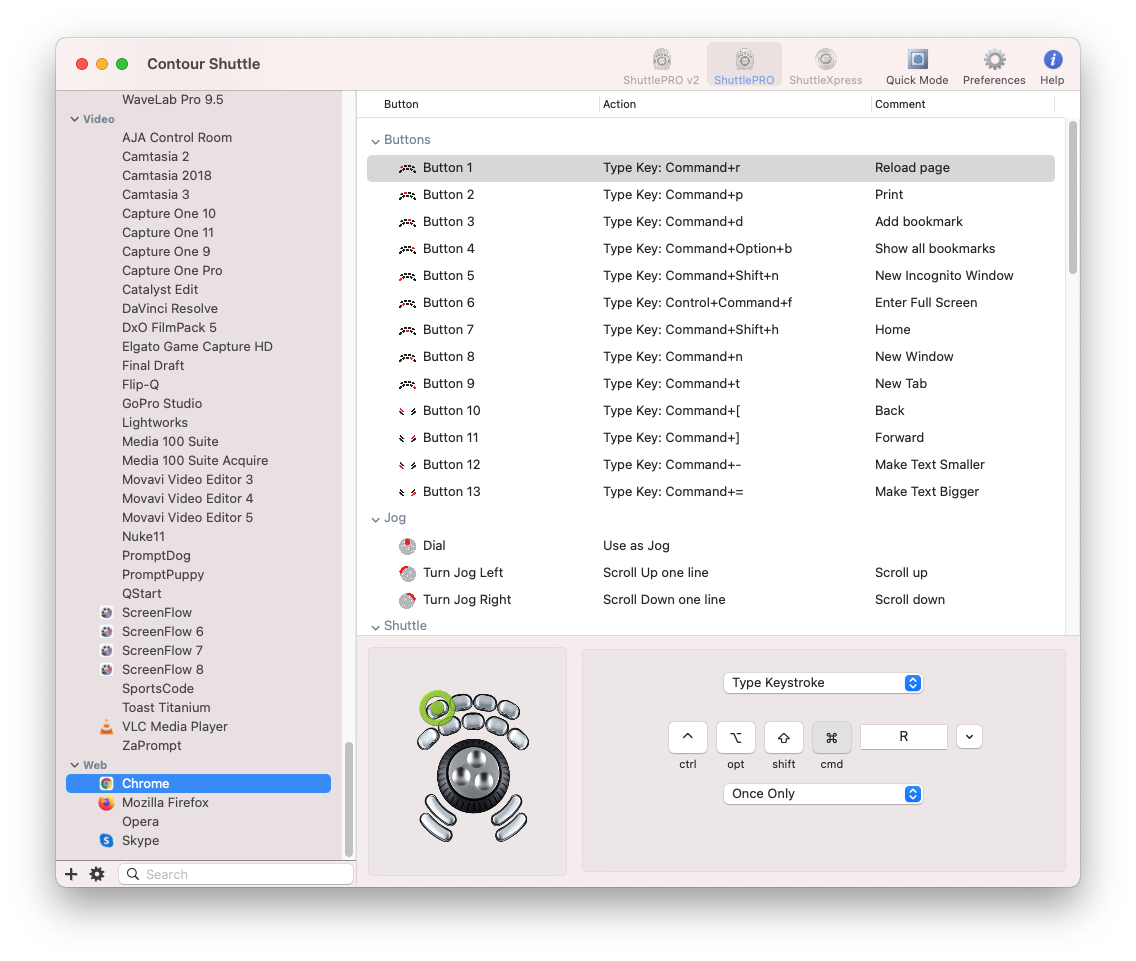 Contour Shuttle
ShuttlePRO v2
ShuttlePRO
ShuttleXpress
Quick Mode
Preferences
Help
WaveLab Pro 9.5
Video
AJA Control Room
Camtasia 2
Camtasia 2018
Camtasia 3
Capture One 10
Capture One 11
Capture One 9
Capture One Pro
Catalyst Edit
DaVinci Resolve
DxO FilmPack 5
Elgato Game Capture HD
Final Draft
Flip-Q
GoPro Studio
Lightworks
Media 100 Suite
Media 100 Suite Acquire
Movavi Video Editor 3
Movavi Video Editor 4
Movavi Video Editor 5
Nuke11
PromptDog
PromptPuppy
QStart
ScreenFlow
ScreenFlow 6
ScreenFlow 7
ScreenFlow 8
SportsCode
Toast Titanium
VLC Media Player
ZaPrompt
Web
Chrome
Mozilla Firefox
Opera
Skype
Search
Button Action Comment
Buttons
Button 1 Type Key: Command+r Reload page
Button 2 Type Key: Command+p Print
Button 3 Type Key: Command+d Add bookmark
Button 4 Type Key: Command+Option+b Show all bookmarks
Button 5 Type Key: Command+Shift+n New Incognito Window
Button 6 Type Key: Control+Command+f Enter Full Screen
Button 7 Type Key: Command+Shift+h Home
Button 8 Type Key: Command+n New Window
Button 9 Type Key: Command+t New Tab
Button 10 Type Key: Command+[ Back
Button 11 Type Key: Command+] Forward
Button 12 Type Key: Command+- Make Text Smaller
Button 13 Type Key: Command+= Make Text Bigger
Jog
Dial Use as Jog
Turn Jog Left Scroll Up one line Scroll up
Turn Jog Right Scroll Down one line Scroll down
Shuttle
Type Keystroke
⌃ ⌥ ⇧ ⌘ R
ctrl opt shift cmd
Once Only